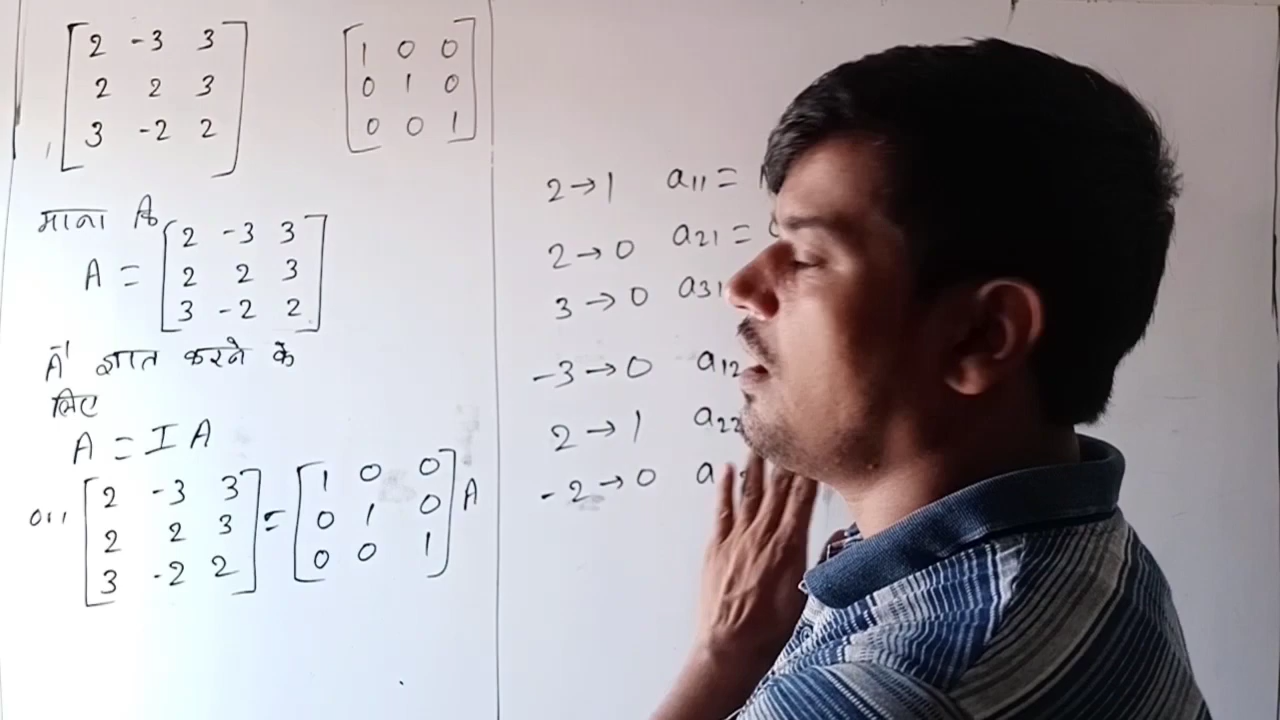 2 -3 3
2 2 3
3 -2 2
1 0 0
0 1 0
0 0 1
माना A
A = [2 -3 3
2 2 3
3 -2 2]
A⁻¹ ज्ञात करने के
लिए
A = IA
[2 -3 3
2 2 3
3 -2 2] = [1 0 0
0 1 0
0 0 1] A
2 → 1 a11 =
2 → 0 a21 =
3 → 0 a31
-3 → 0 a12
2 → 1 a22
-2 → 0 a